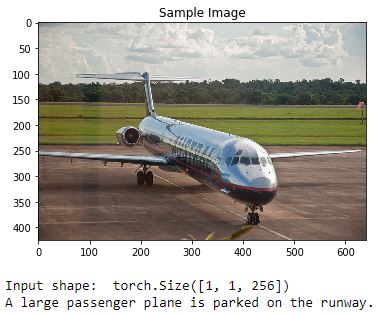 Sample Image
0
50
100
150
200
250
300
350
400
0 100 200 300 400 500 600
Input shape:  torch.Size([1, 1, 256])
A large passenger plane is parked on the runway.